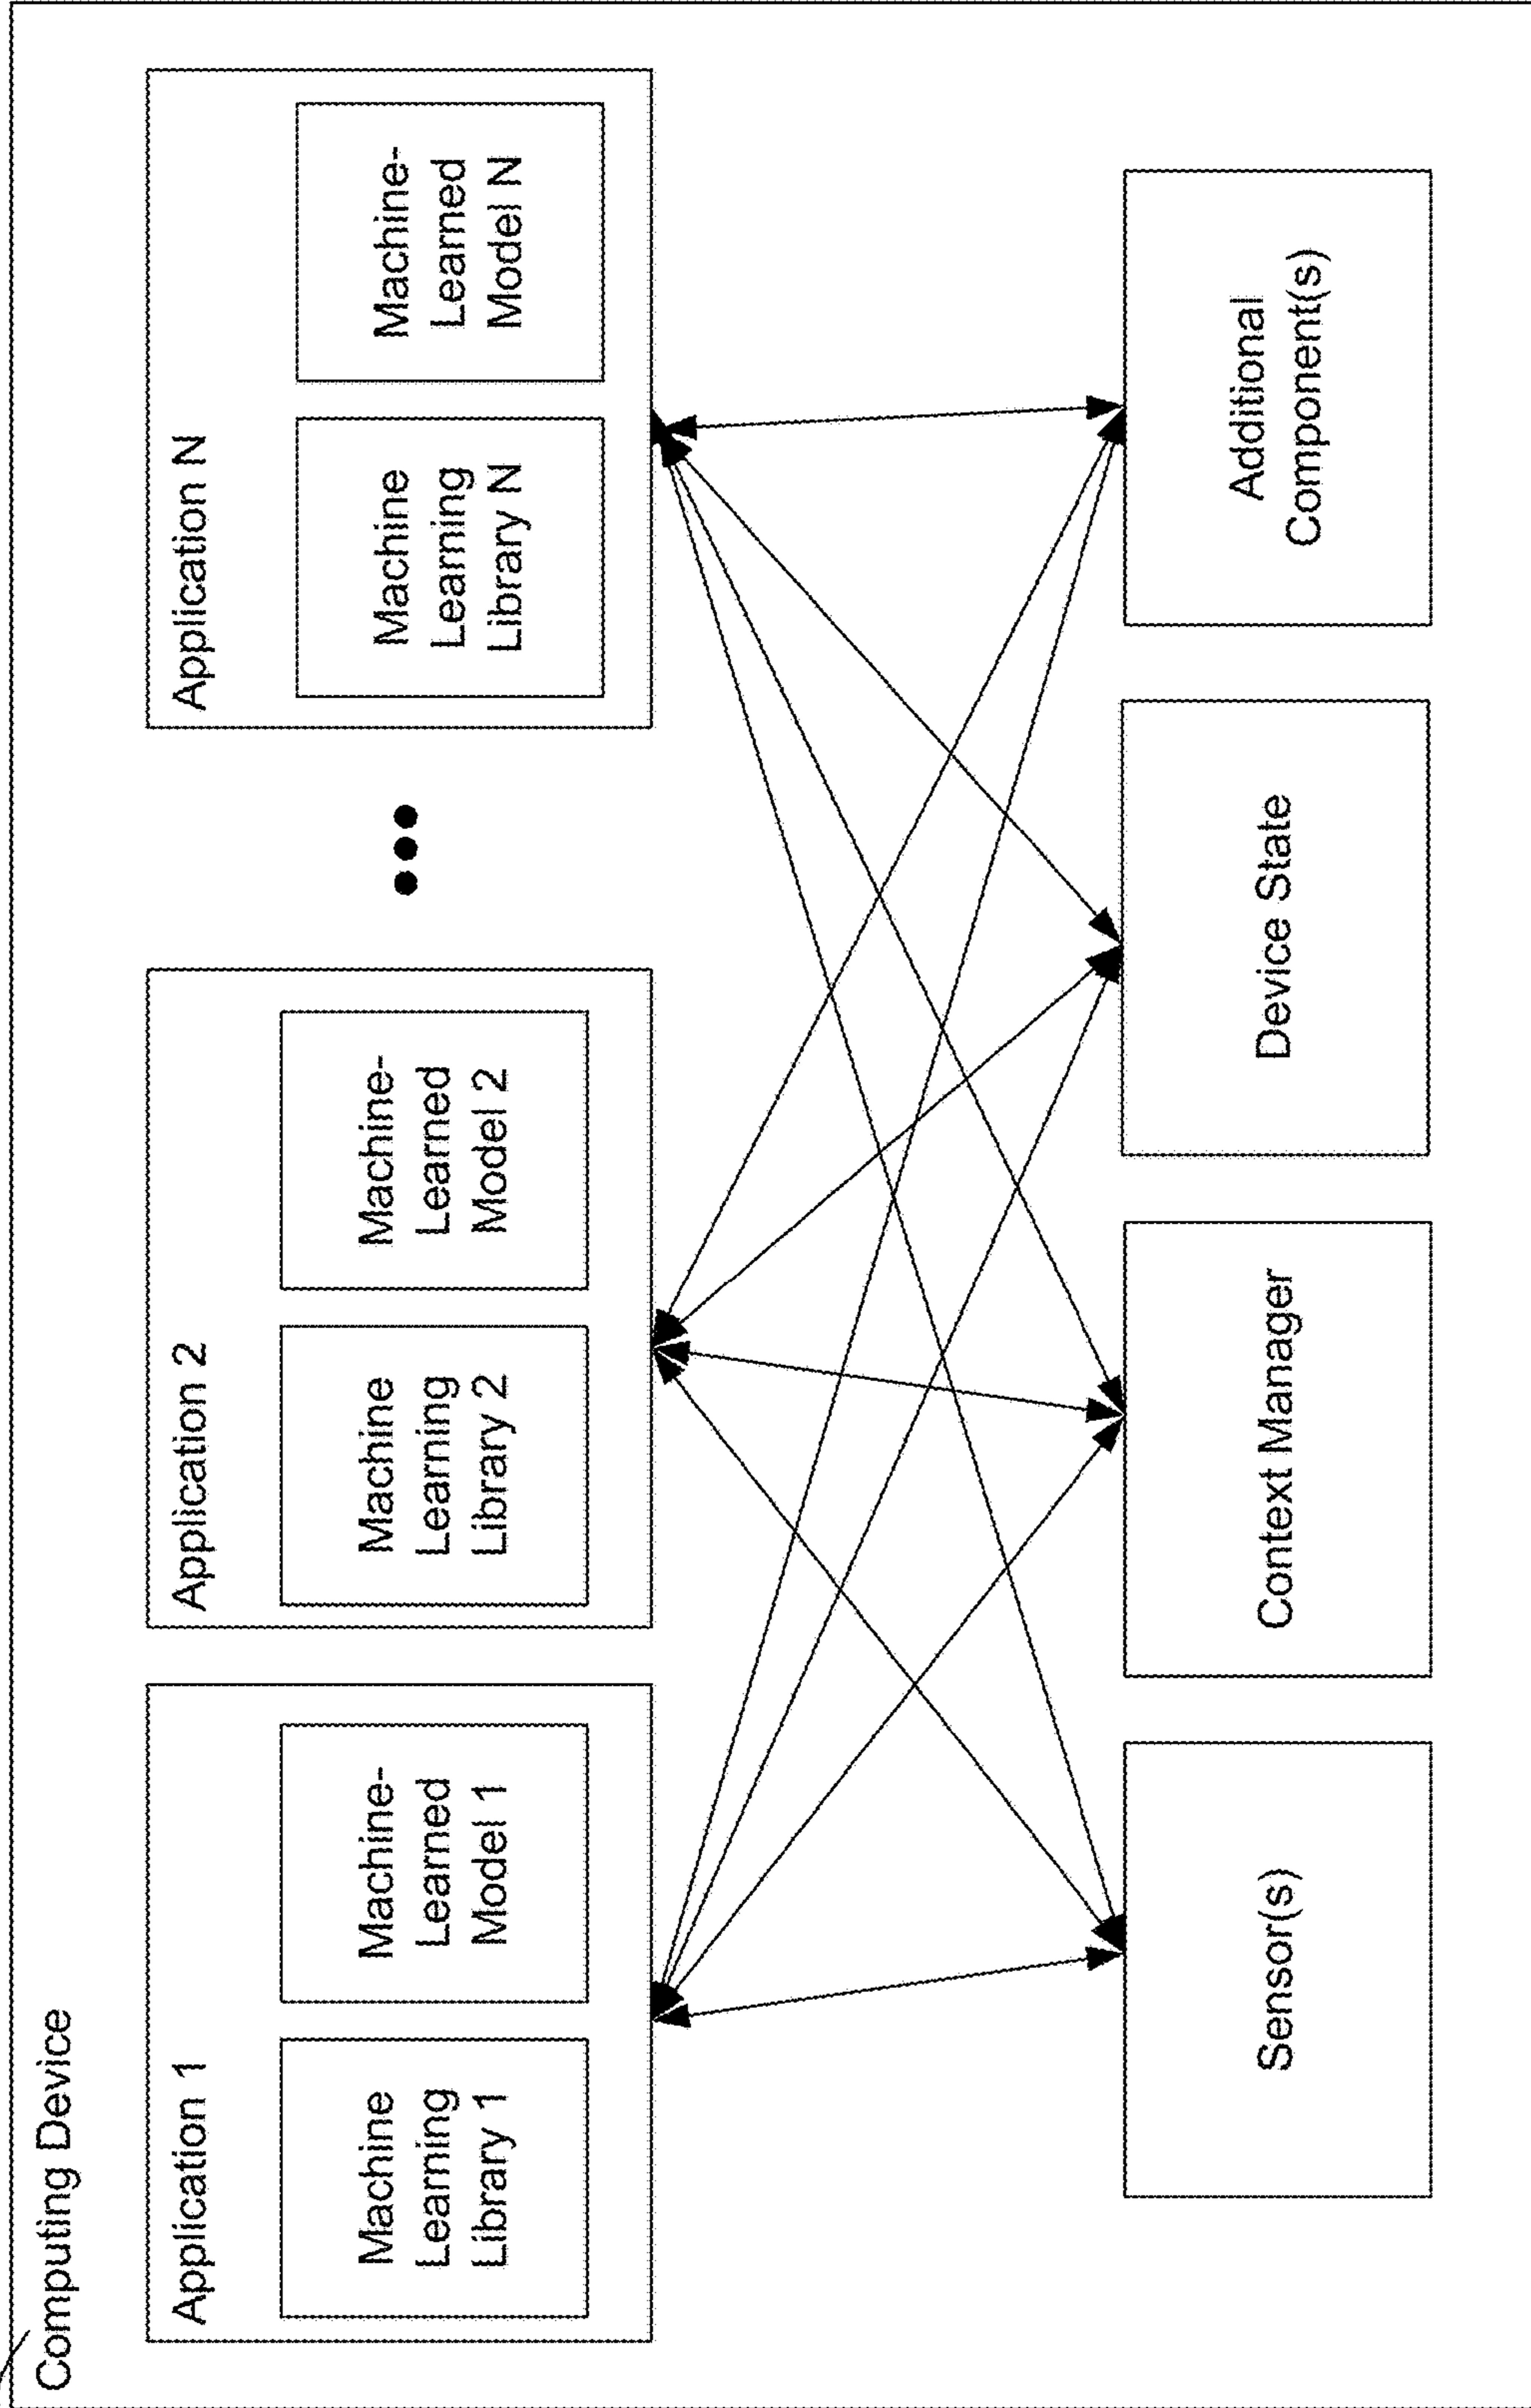 Computing Device
Application 1
Machine
Learning
Library 1
Machine-
Learned
Model 1
Application 2
Machine
Learning
Library 2
Machine-
Learned
Model 2
Application N
Machine
Learning
Library N
Machine-
Learned
Model N
Sensor(s)
Context Manager
Device State
Additional
Component(s)